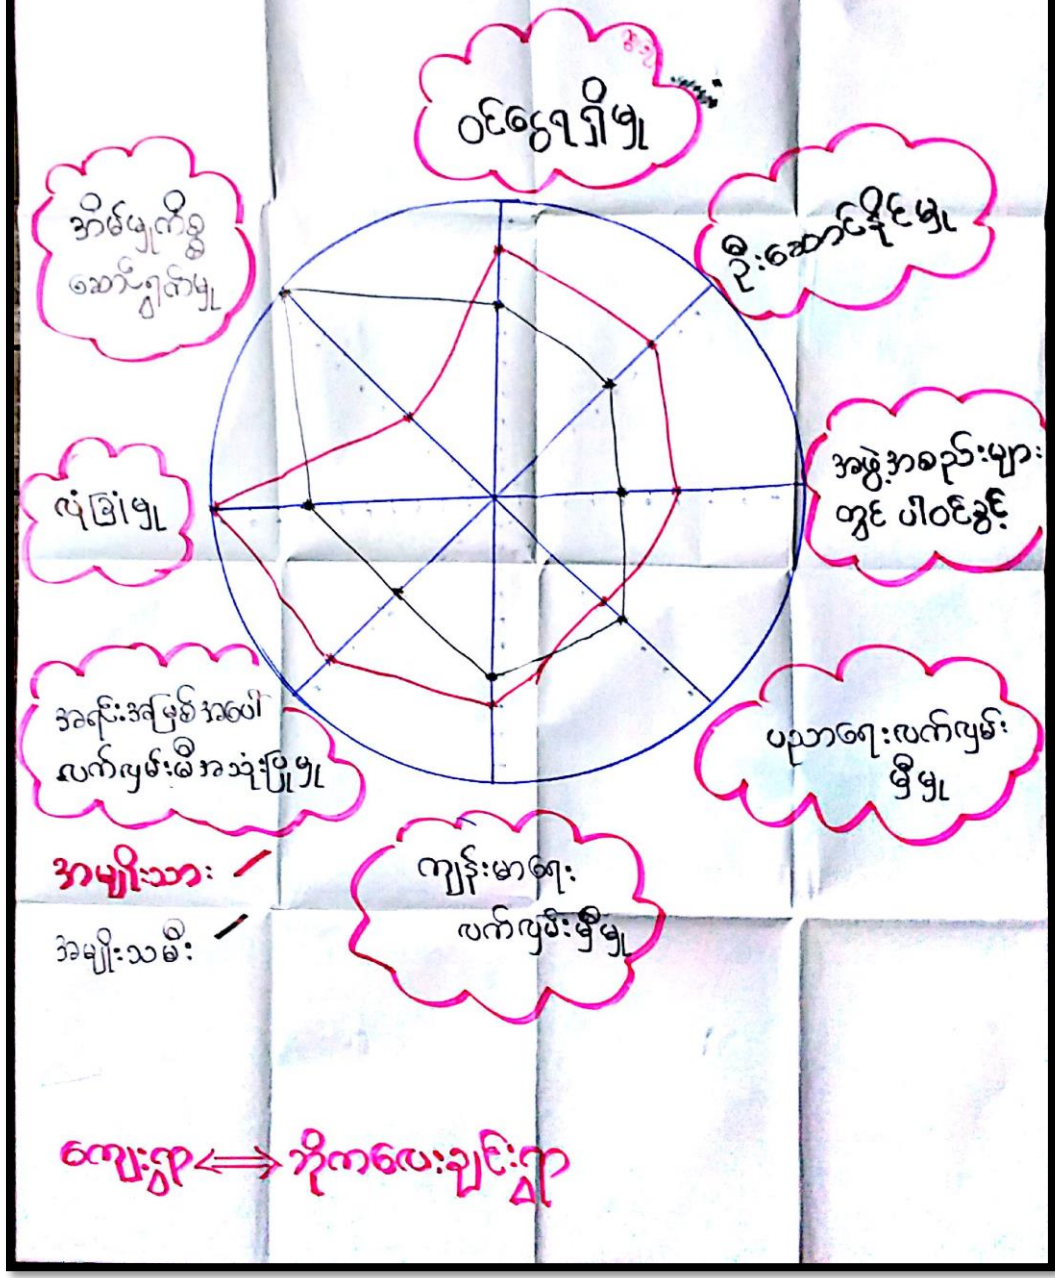 ဝင်ငွေရရှိမှု
ဦးဆောင်နိုင်မှု
အိမ်မှုကိစ္စ
ဆောင်ရွက်မှု
အဖွဲ့အစည်းများ
တွင် ပါဝင်ခွင့်
လုံခြုံမှု
အရင်းအမြစ်အပေါ်
လက်လှမ်းမီအသုံးပြုမှု
ပညာရေးလက်လှမ်း
မှီမှု
ကျန်းမာရေး
လက်လှမ်းမှီမှု
အမျိုးသား
အမျိုးသမီး
ကျေးရွာ ⟺ ဘိုကလေးချင်းရွာ